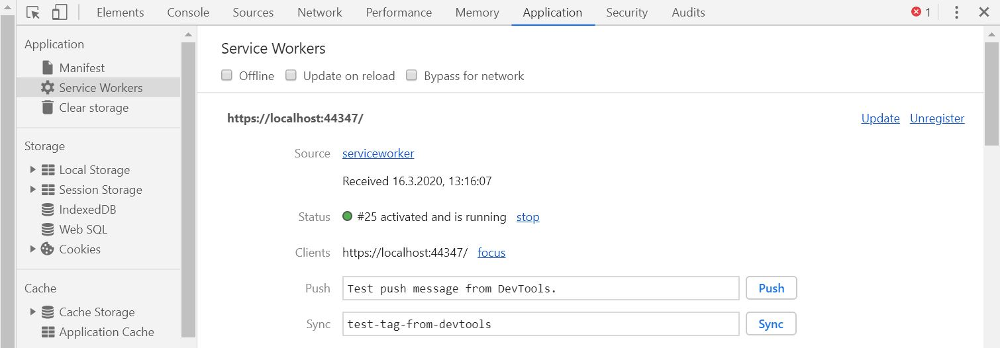 Elements Console Sources Network Performance Memory Application Security Audits 1
Application
Manifest
Service Workers
Clear storage
Storage
Local Storage
Session Storage
IndexedDB
Web SQL
Cookies
Cache
Cache Storage
Application Cache
Service Workers
Offline Update on reload Bypass for network
https://localhost:44347/ Update Unregister
Source serviceworker
Received 16.3.2020, 13:16:07
Status #25 activated and is running stop
Clients https://localhost:44347/ focus
Push Test push message from DevTools. Push
Sync test-tag-from-devtools Sync